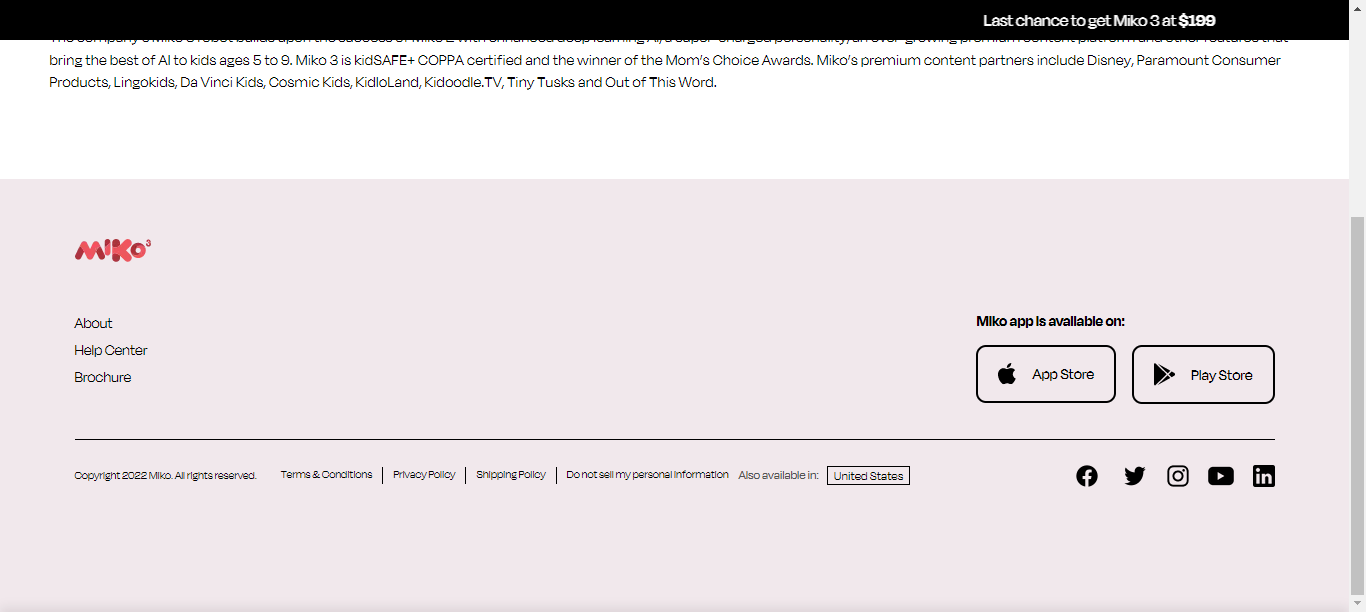 Last chance to get Miko 3 at $199
bring the best of AI to kids ages 5 to 9. Miko 3 is kidSAFE+ COPPA certified and the winner of the Mom's Choice Awards. Miko's premium content partners include Disney, Paramount Consumer
Products, Lingokids, Da Vinci Kids, Cosmic Kids, KidloLand, Kidoodle.TV, Tiny Tusks and Out of This Word.
MIKO3
About
Help Center
Brochure
Miko app is available on:
App Store
Play Store
Copyright 2022 Miko. All rights reserved. Terms & Conditions Privacy Policy Shipping Policy Do not sell my personal information Also available in: United States